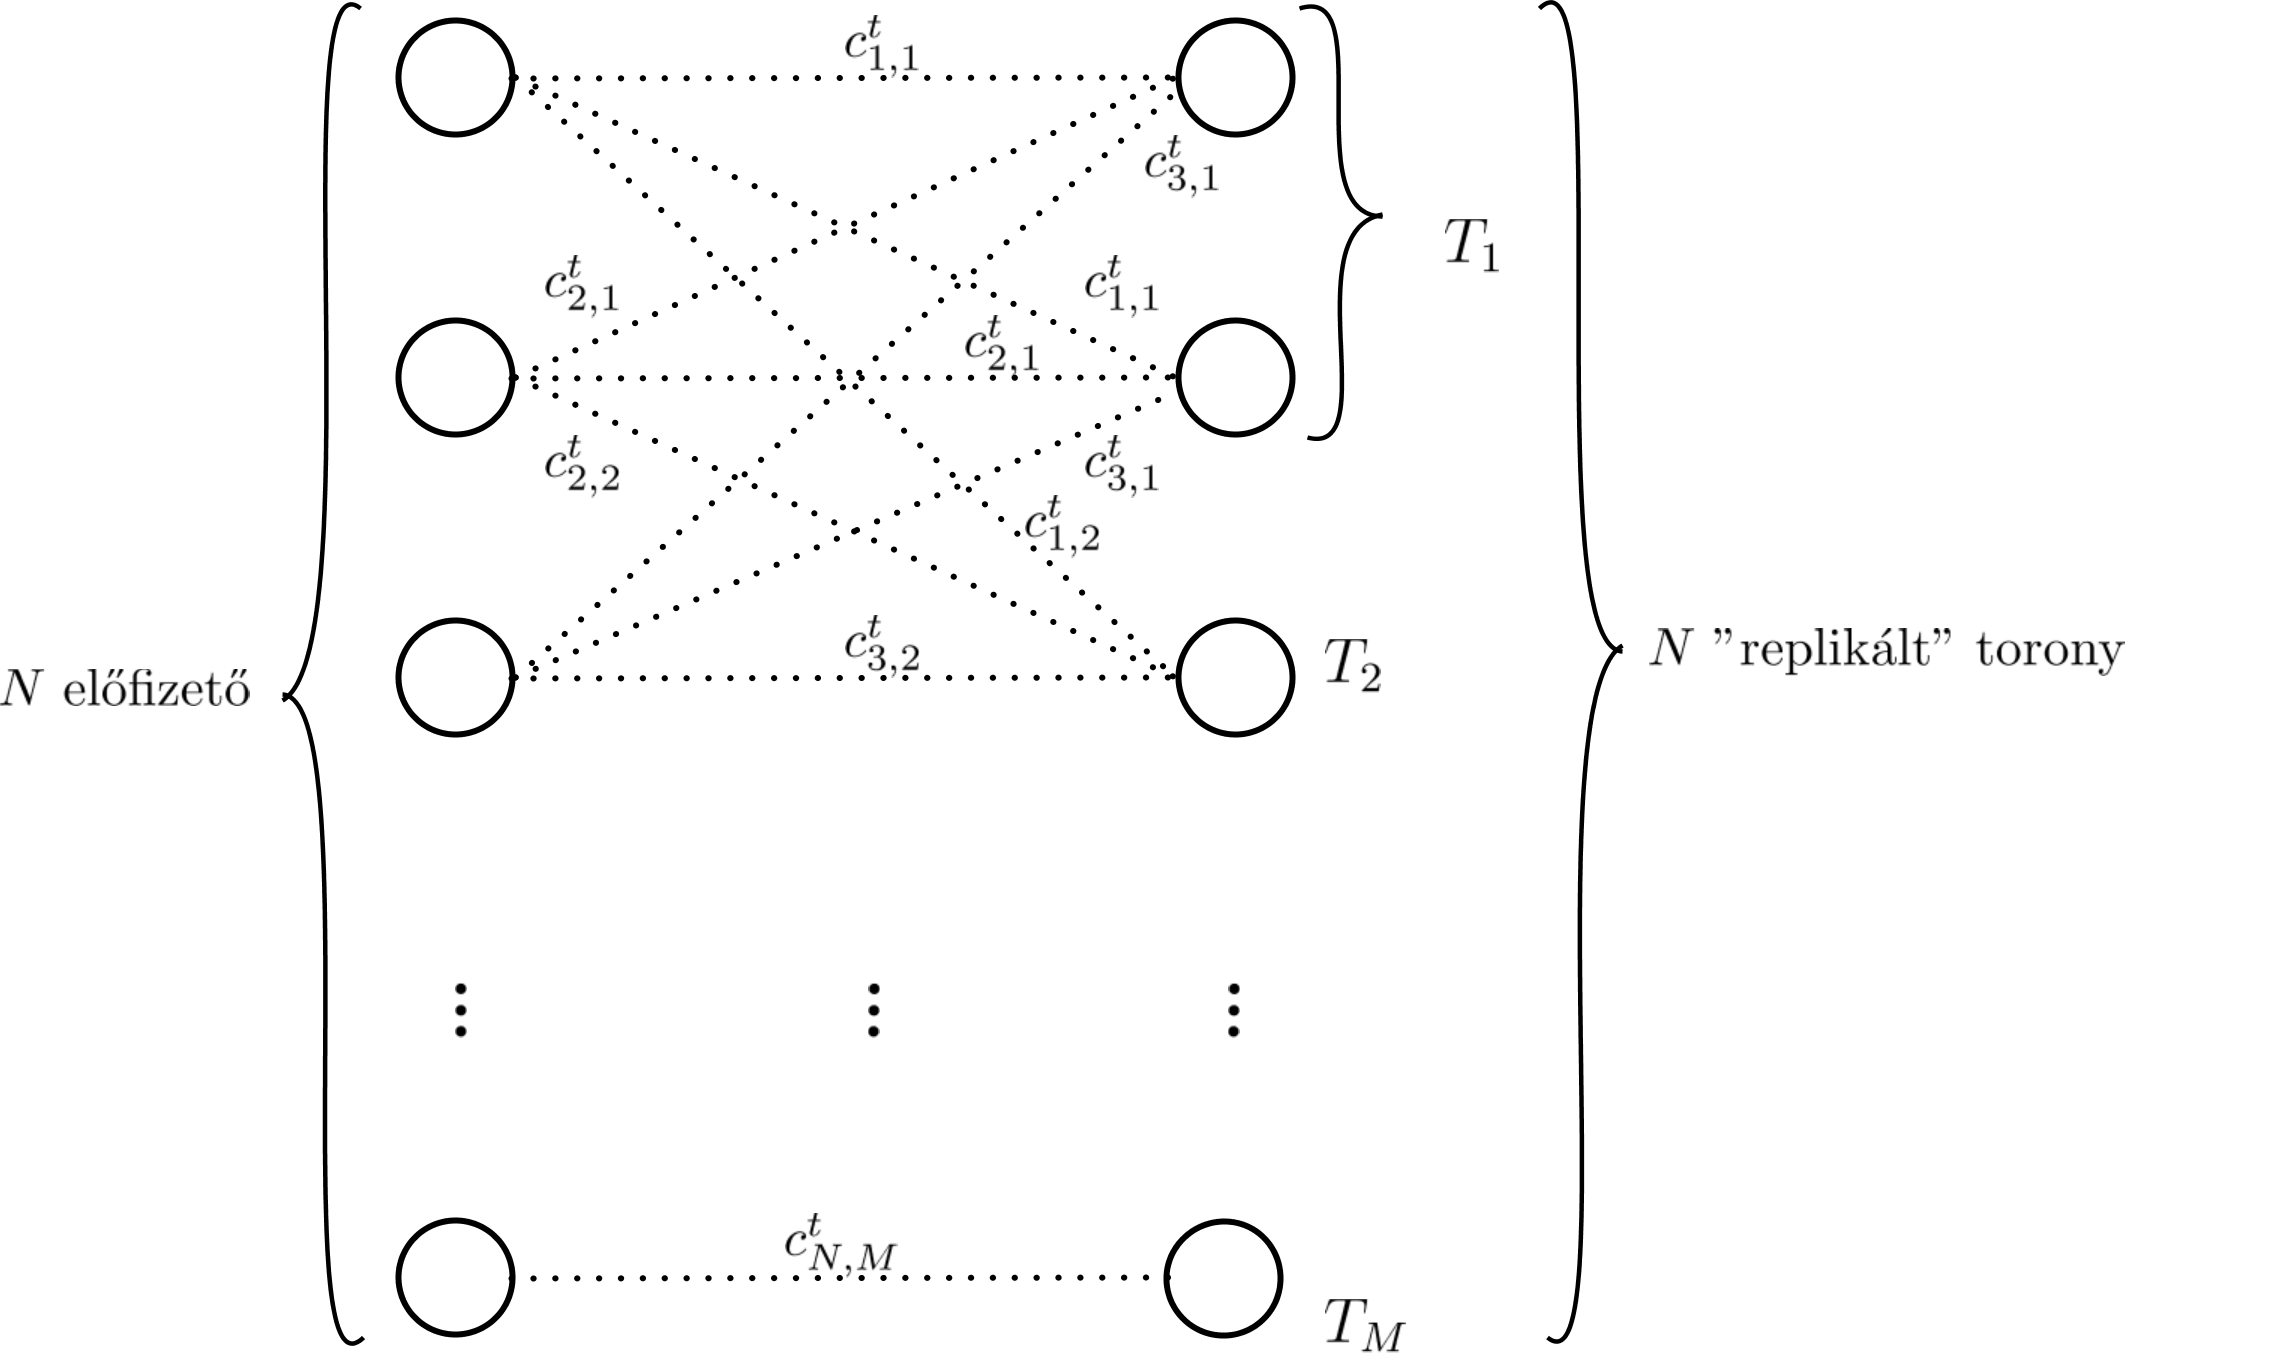 $c^t_{1,1}$
$c^t_{3,1}$
$T_1$
$c^t_{2,1}$
$c^t_{1,1}$
$c^t_{2,1}$
$c^t_{2,2}$
$c^t_{3,1}$
$c^t_{1,2}$
$c^t_{3,2}$
$T_2$
N előfizető
N ”replikált” torony
$c^t_{N,M}$
$T_M$